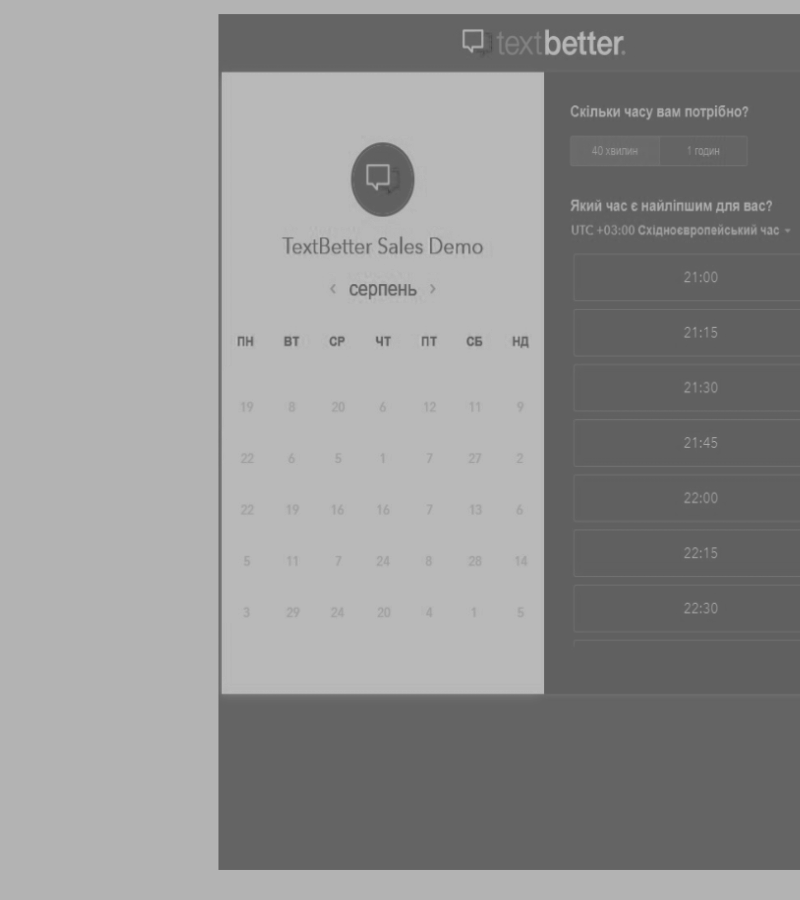 textbetter.
TextBetter Sales Demo
‹ серпень ›
ПН ВТ СР ЧТ ПТ СБ НД
19 8 20 6 12 11 9
22 6 5 1 7 27 2
22 19 16 16 7 13 6
5 11 7 24 8 28 14
3 29 24 20 4 1 5
Скільки часу вам потрібно?
40 хвилин 1 годин
Який час є найліпшим для вас?
UTC +03:00 Східноєвропейський час
21:00
21:15
21:30
21:45
22:00
22:15
22:30